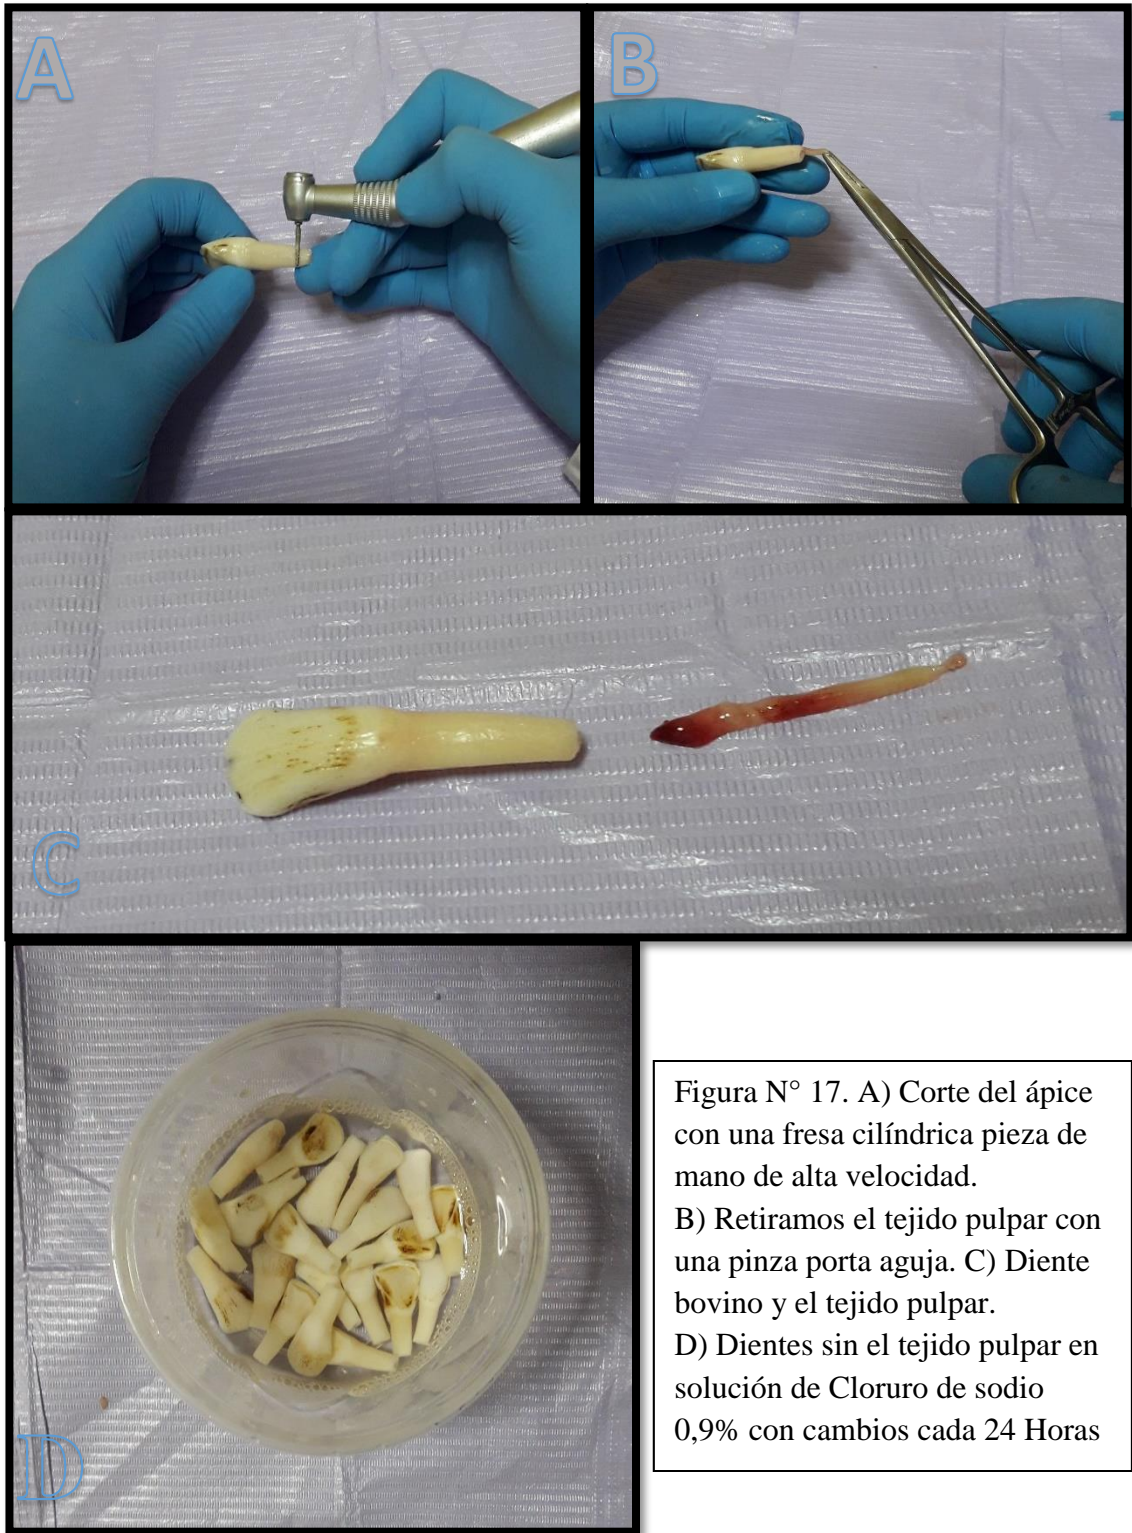 A
B
C
D
Figura N° 17. A) Corte del ápice
con una fresa cilíndrica pieza de
mano de alta velocidad.
B) Retiramos el tejido pulpar con
una pinza porta aguja. C) Diente
bovino y el tejido pulpar.
D) Dientes sin el tejido pulpar en
solución de Cloruro de sodio
0,9% con cambios cada 24 Horas